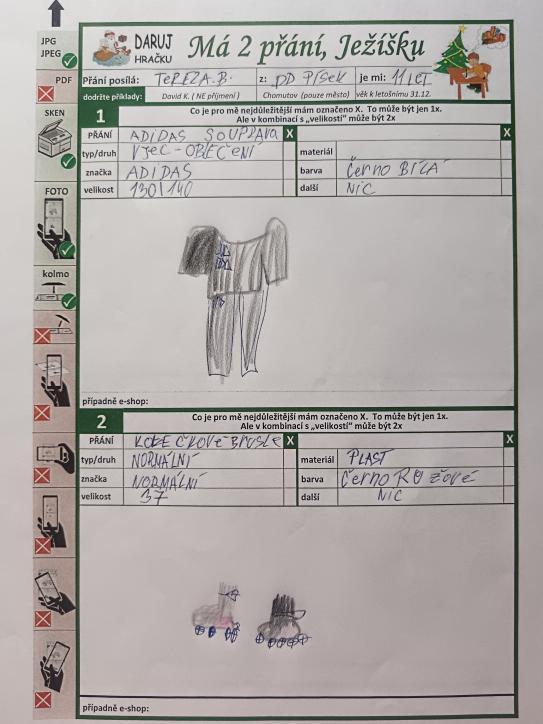 JPG
JPEG
PDF
SKEN
FOTO
kolmo
DARUJ
HRAČKU
Má 2 přání, Ježíšku
Přání posílá: TEREZA.B. z: DD PÍSEK je mi: 11 LET
dodržte příklady: David K. ( NE příjmení ) Chomutov (pouze město) věk k letošnímu 31.12.
1
Co je pro mě nejdůležitější mám označeno X. To může být jen 1x.
Ale v kombinaci s „velikostí“ může být 2x
PŘÁNÍ ADIDAS SOUPRAVA X X
typ/druh VJEC-OBLEČENÍ materiál
značka ADIDAS barva ČERNO BÍLÁ
velikost 130/140 další NIC
případně e-shop:
2
Co je pro mě nejdůležitější mám označeno X. To může být jen 1x.
Ale v kombinaci s „velikostí“ může být 2x
PŘÁNÍ KOLEČKOVÉ BRUSLE X X
typ/druh NORMÁLNÍ materiál PLAST
značka NORMÁLNÍ barva ČERNO RŮŽOVÉ
velikost 37 další NIC
případně e-shop: